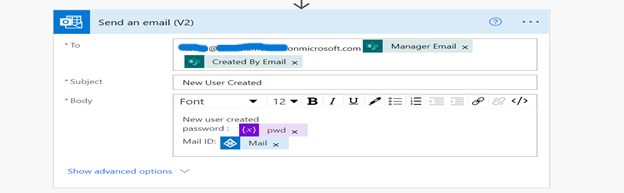 Send an email (V2)
* To
onmicrosoft.com Manager Email ×
Created By Email ×
* Subject
New User Created
* Body
Font 12 B I U </>
New user created
password : {x} pwd ×
Mail ID: Mail ×
Show advanced options